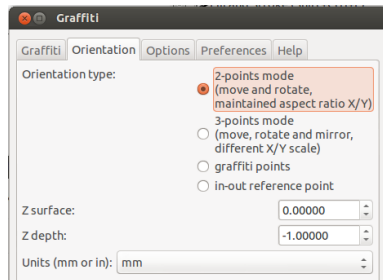 Graffiti
Graffiti Orientation Options Preferences Help
Orientation type:
2-points mode
(move and rotate,
maintained aspect ratio X/Y)
3-points mode
(move, rotate and mirror,
different X/Y scale)
graffiti points
in-out reference point
Z surface: 0.00000
Z depth: -1.00000
Units (mm or in): mm